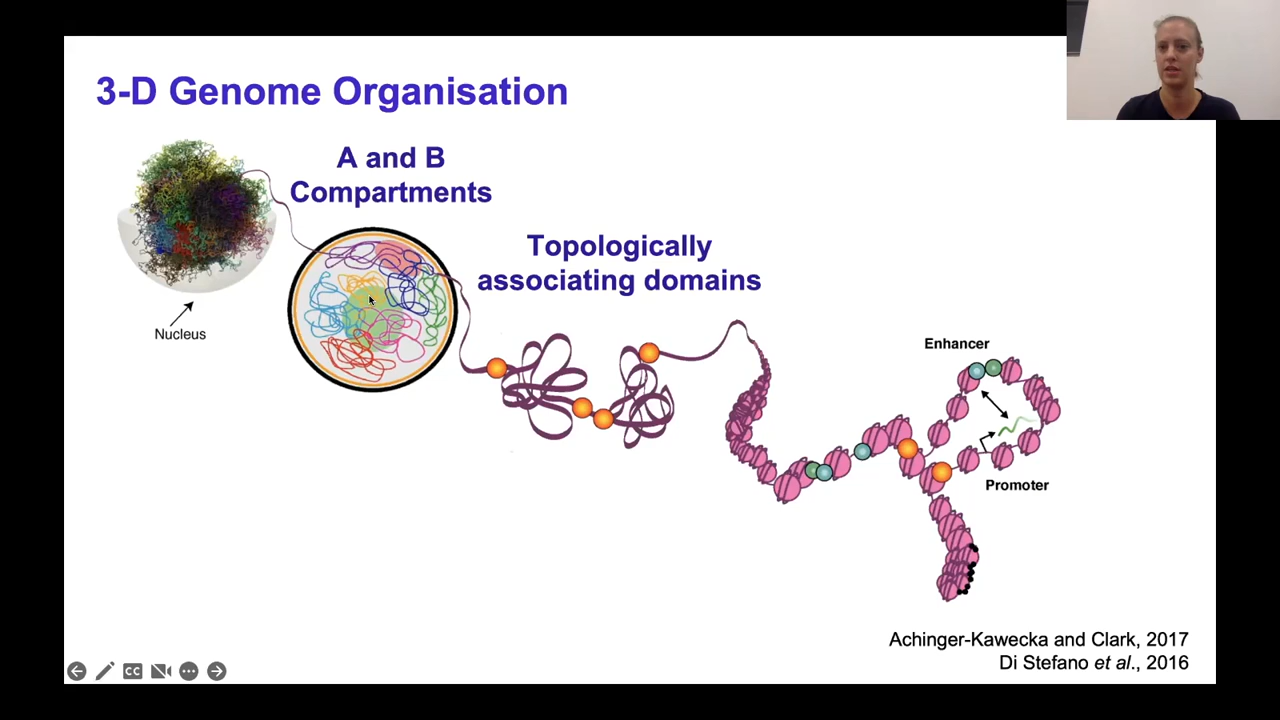 3-D Genome Organisation
A and B
Compartments
Topologically
associating domains
Nucleus
Enhancer
Promoter
Achinger-Kawecka and Clark, 2017
Di Stefano et al., 2016
CC